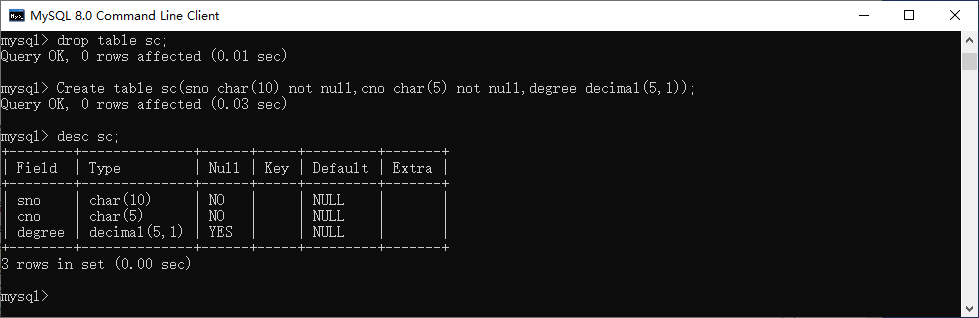 MySQL 8.0 Command Line Client
mysql> drop table sc;
Query OK, 0 rows affected (0.01 sec)
mysql> Create table sc(sno char(10) not null,cno char(5) not null,degree decimal(5,1));
Query OK, 0 rows affected (0.03 sec)
mysql> desc sc;
+--------+--------------+------+-----+---------+-------+
| Field  | Type         | Null | Key | Default | Extra |
+--------+--------------+------+-----+---------+-------+
| sno    | char(10)     | NO   |     | NULL    |       |
| cno    | char(5)      | NO   |     | NULL    |       |
| degree | decimal(5,1) | YES  |     | NULL    |       |
+--------+--------------+------+-----+---------+-------+
3 rows in set (0.00 sec)
mysql>